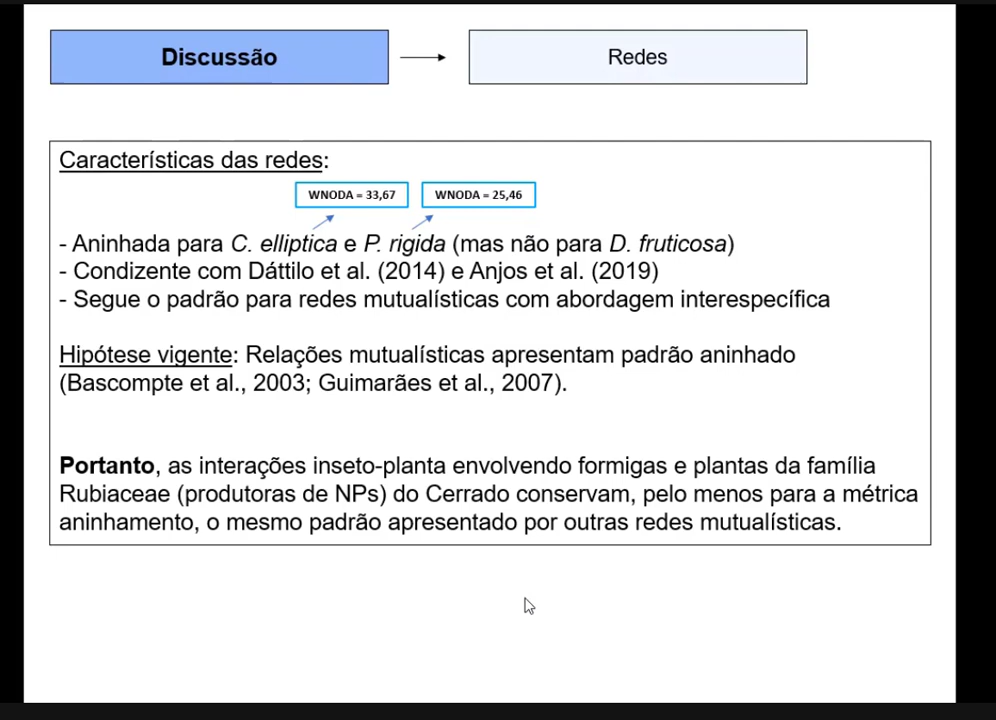 Discussão
Redes
Características das redes:
WNODA = 33,67
WNODA = 25,46
- Aninhada para C. elliptica e P. rigida (mas não para D. fruticosa)
- Condizente com Dáttilo et al. (2014) e Anjos et al. (2019)
- Segue o padrão para redes mutualísticas com abordagem interespecífica
Hipótese vigente: Relações mutualísticas apresentam padrão aninhado
(Bascompte et al., 2003; Guimarães et al., 2007).
Portanto, as interações inseto-planta envolvendo formigas e plantas da família
Rubiaceae (produtoras de NPs) do Cerrado conservam, pelo menos para a métrica
aninhamento, o mesmo padrão apresentado por outras redes mutualísticas.